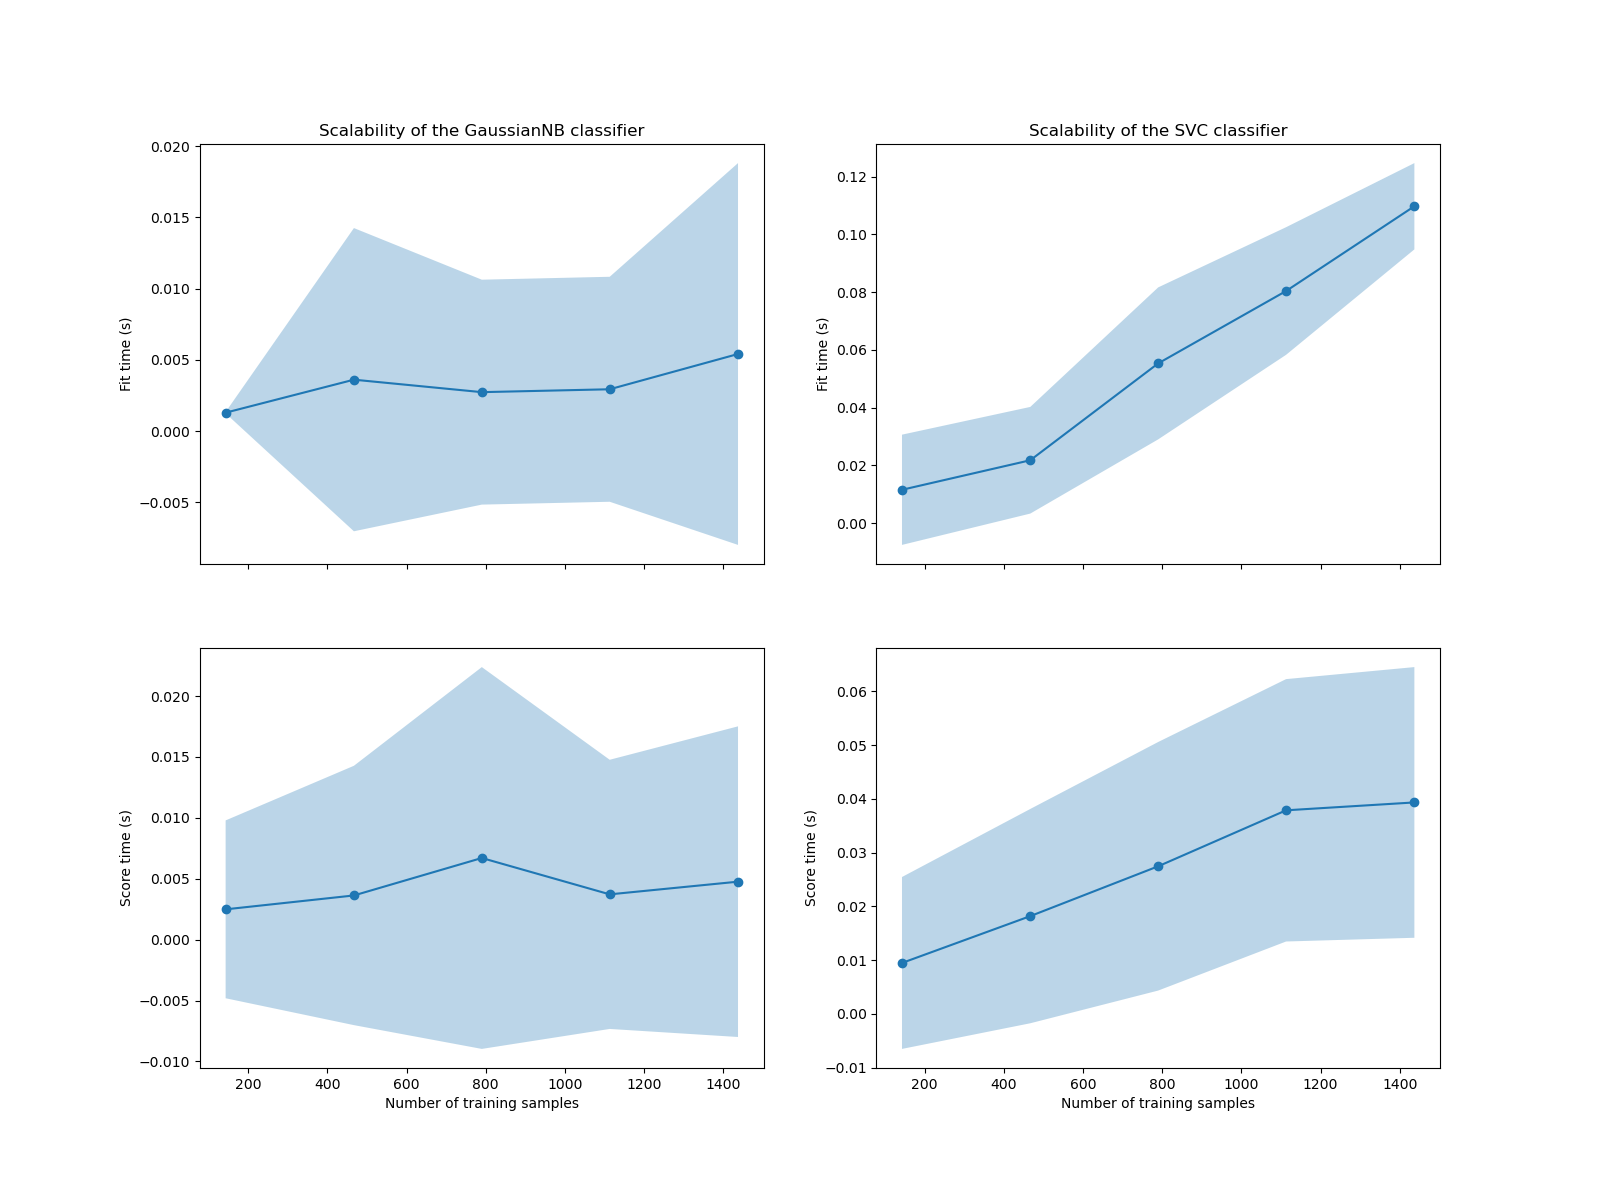 Scalability of the GaussianNB classifier
0.020
0.015
0.010
0.005
0.000
−0.005
Fit time (s)
Scalability of the SVC classifier
0.12
0.10
0.08
0.06
0.04
0.02
0.00
Fit time (s)
0.020
0.015
0.010
0.005
0.000
−0.005
−0.010
Score time (s)
200 400 600 800 1000 1200 1400
Number of training samples
0.06
0.05
0.04
0.03
0.02
0.01
0.00
−0.01
Score time (s)
200 400 600 800 1000 1200 1400
Number of training samples